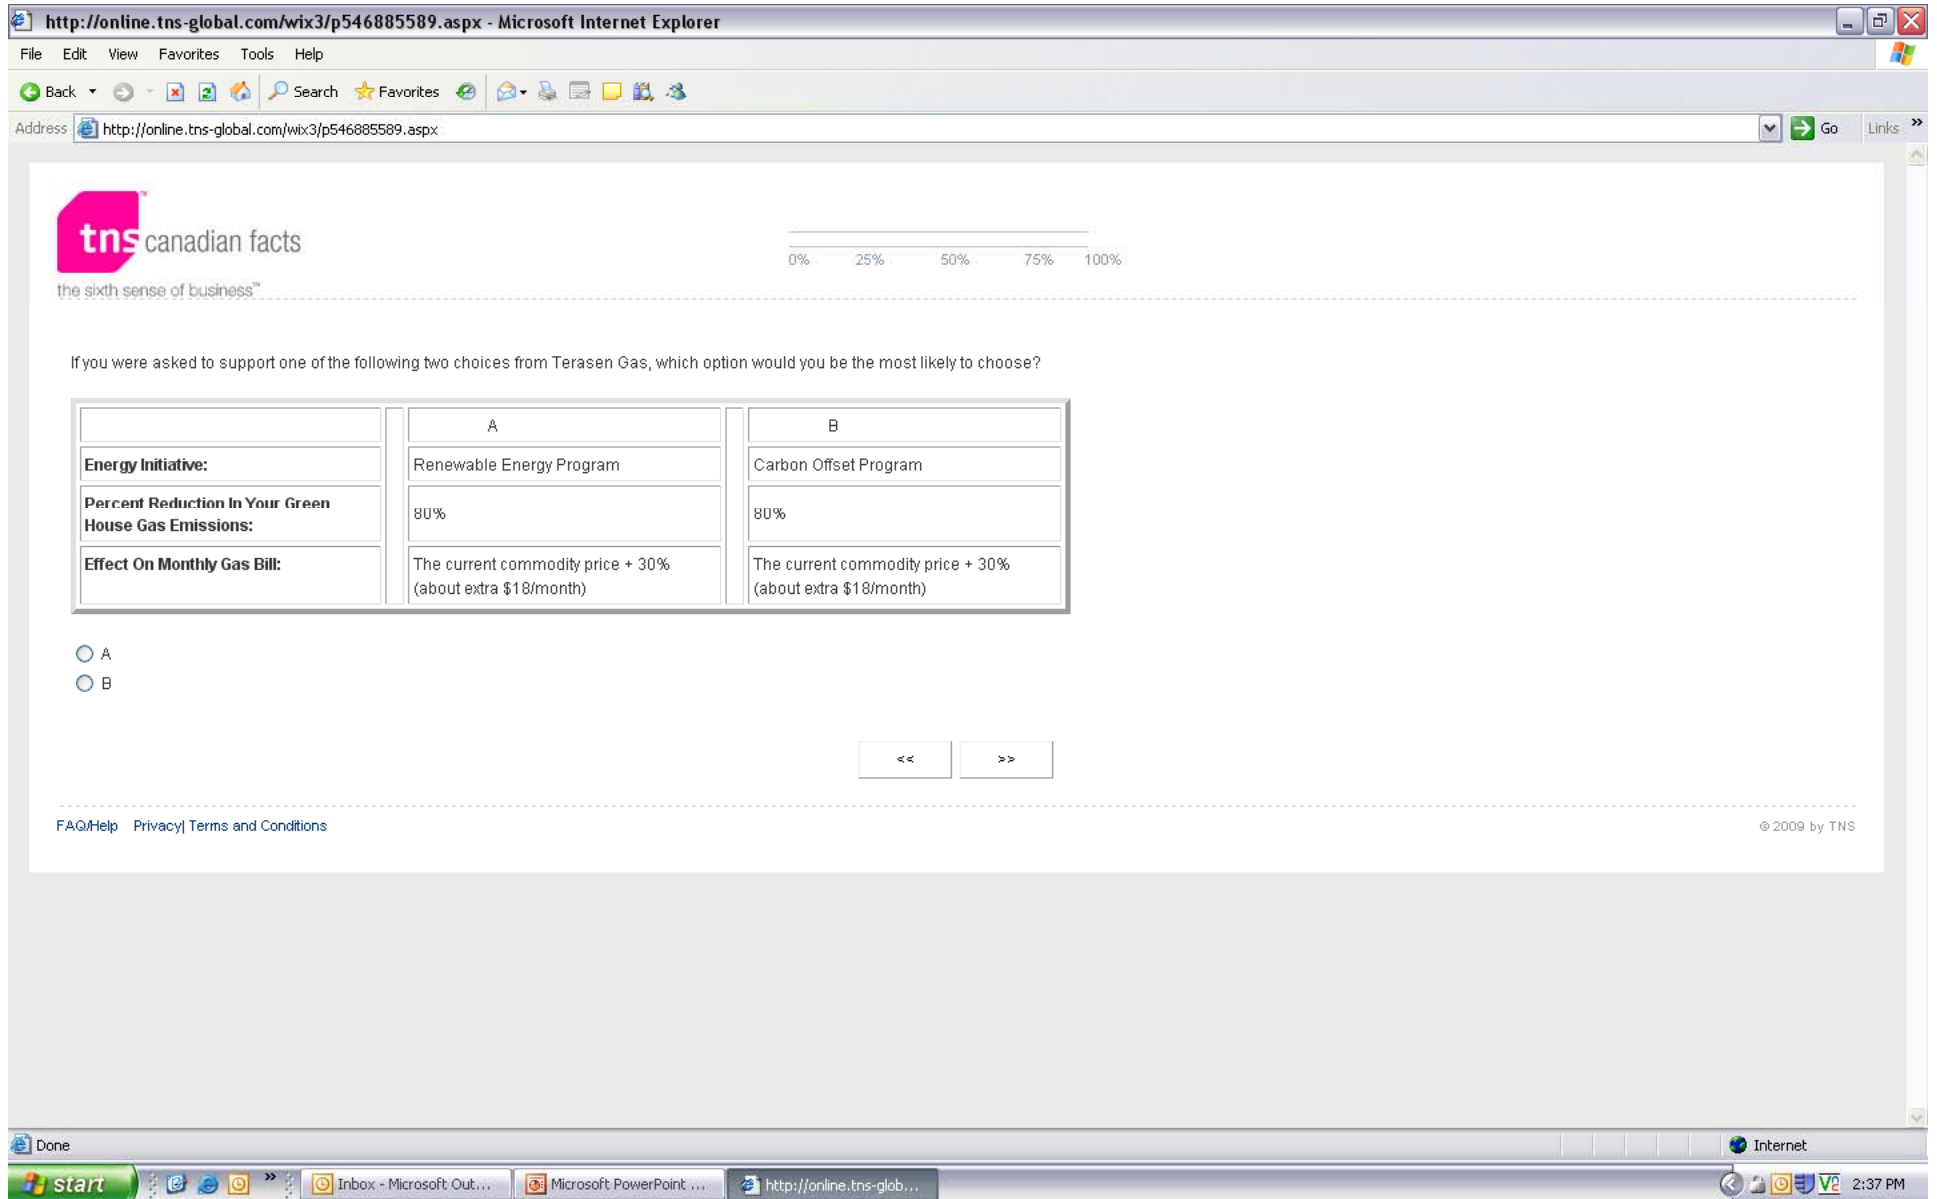 http://online.tns-global.com/wix3/p546885589.aspx - Microsoft Internet Explorer
File Edit View Favorites Tools Help
Back Search Favorites
Address http://online.tns-global.com/wix3/p546885589.aspx Go Links »
tns canadian facts
the sixth sense of business™
0% 25% 50% 75% 100%
If you were asked to support one of the following two choices from Terasen Gas, which option would you be the most likely to choose?
A B
Energy Initiative: Renewable Energy Program Carbon Offset Program
Percent Reduction In Your Green
House Gas Emissions: 80% 80%
Effect On Monthly Gas Bill: The current commodity price + 30% The current commodity price + 30%
(about extra $18/month) (about extra $18/month)
A
B
<< >>
FAQ/Help Privacy| Terms and Conditions © 2009 by TNS
Done Internet
start » Inbox - Microsoft Out... Microsoft PowerPoint ... http://online.tns-glob... 2:37 PM